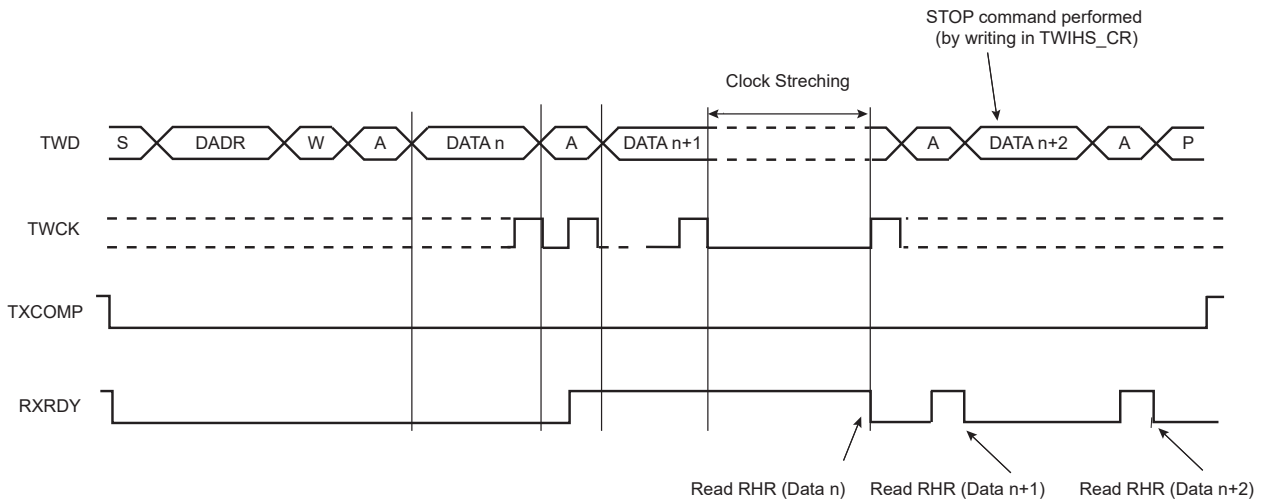 STOP command performed
(by writing in TWIHS_CR)
Clock Streching
TWD S DADR W A DATA n A DATA n+1 A DATA n+2 A P
TWCK
TXCOMP
RXRDY
Read RHR (Data n) Read RHR (Data n+1) Read RHR (Data n+2)